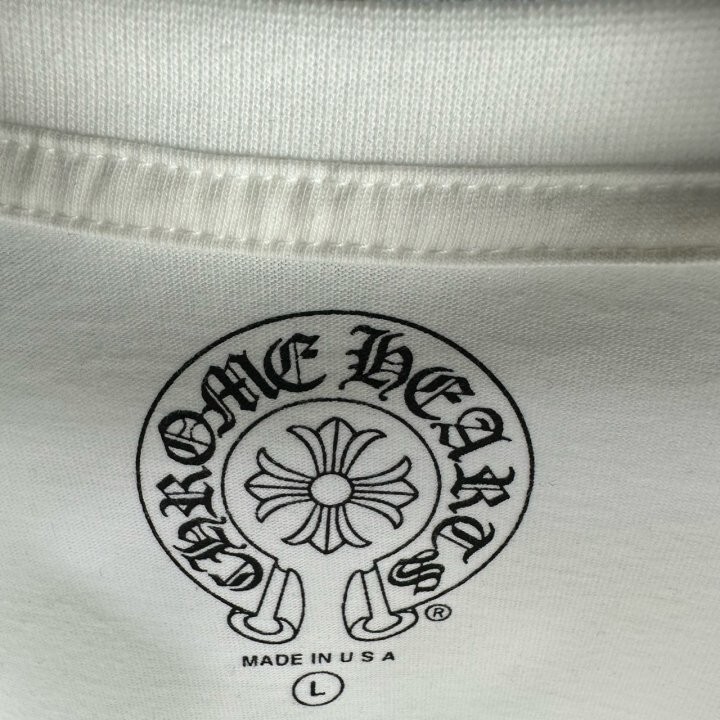 CHROME HEARTS
®
MADE IN U S A
L